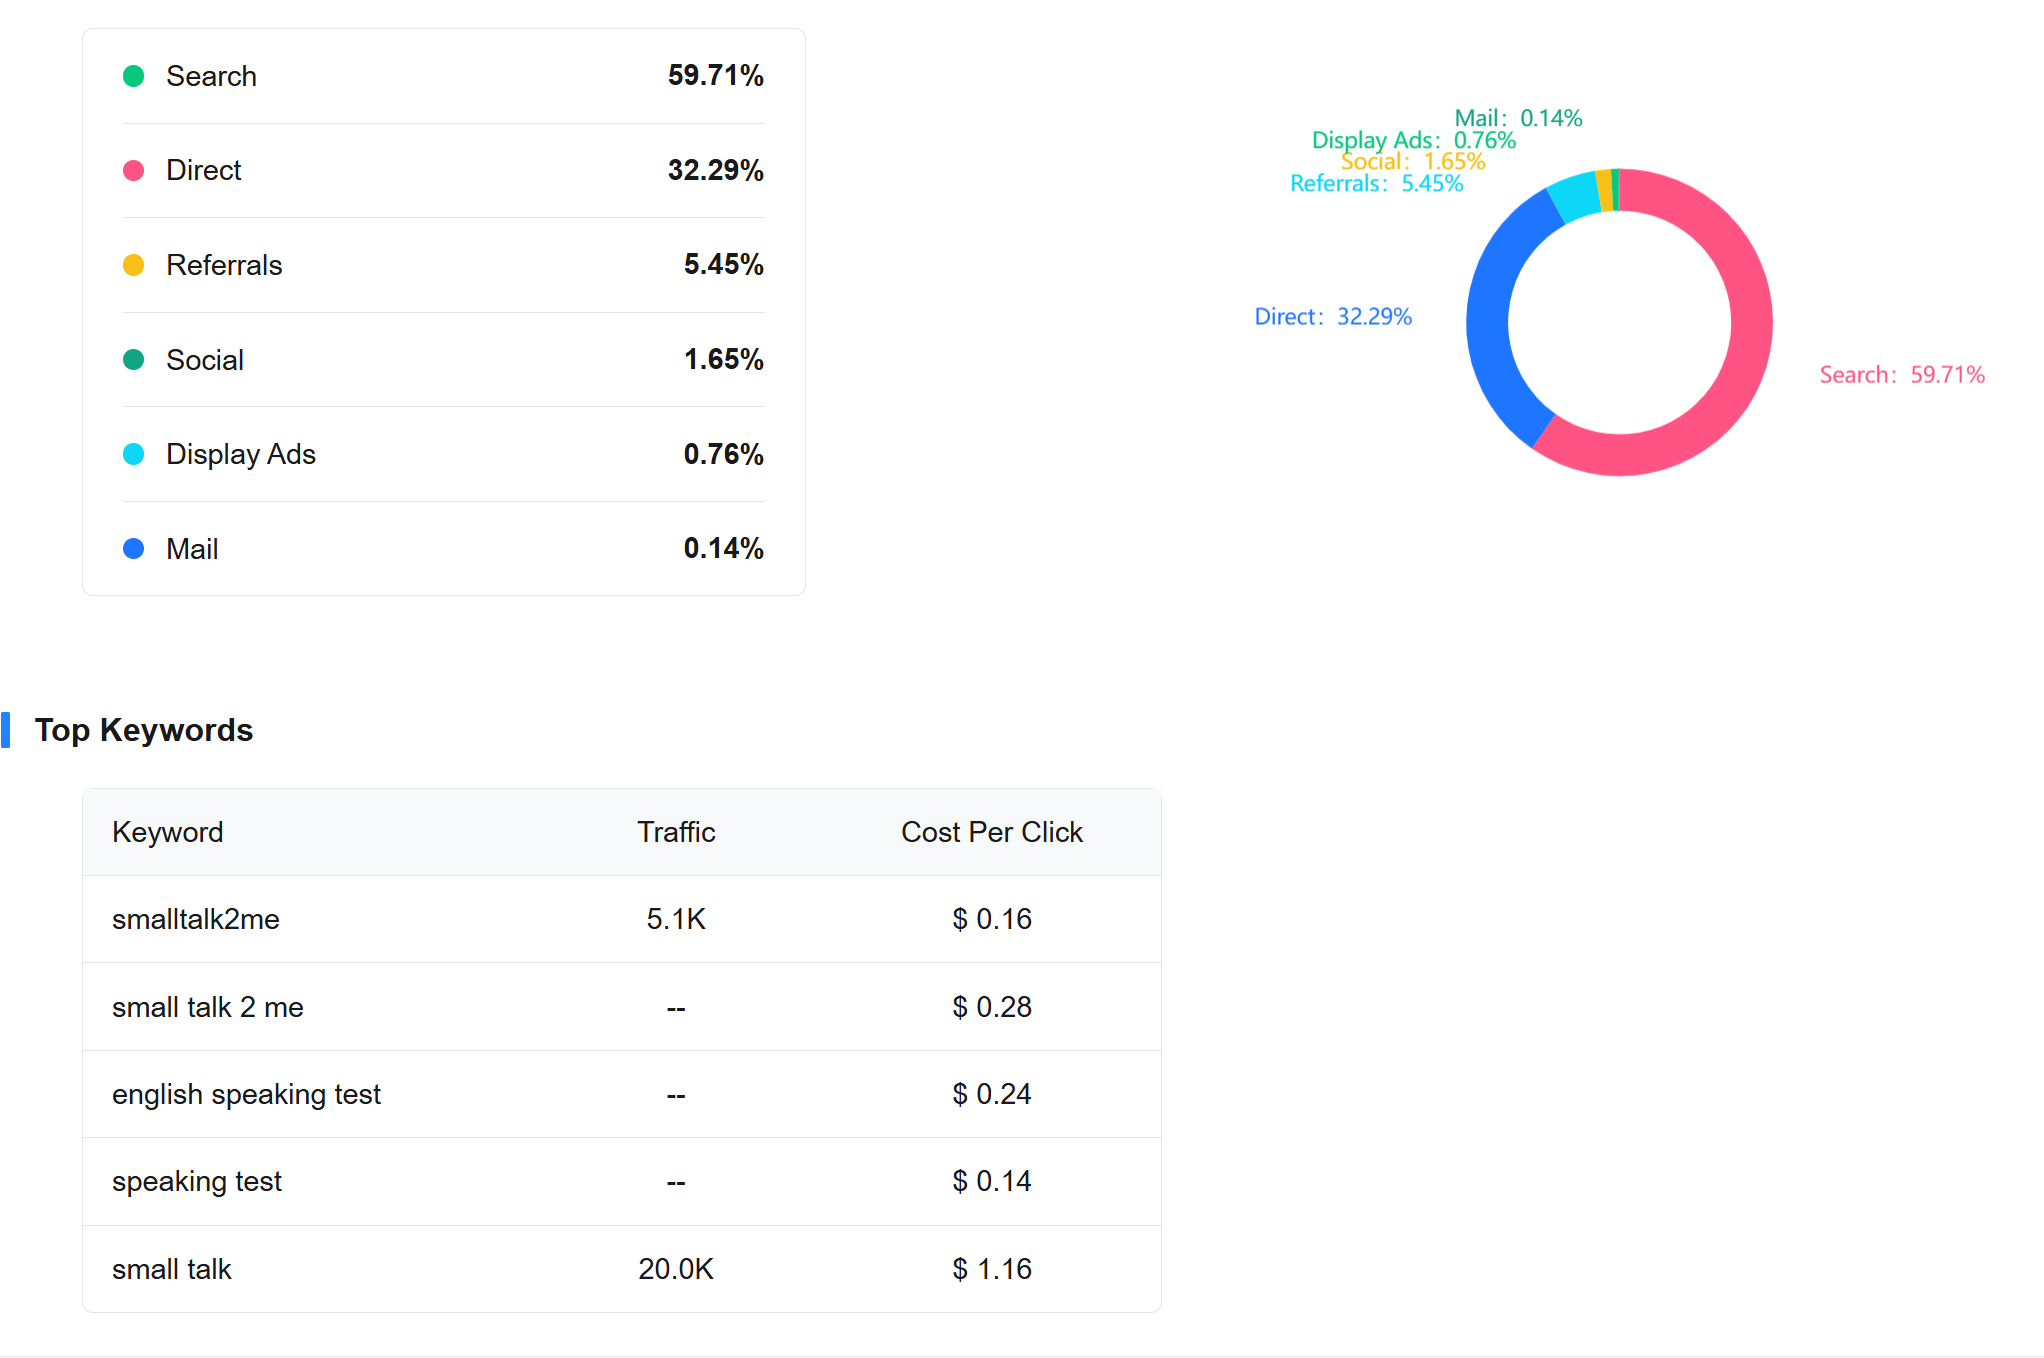 Search 59.71%
Direct 32.29%
Referrals 5.45%
Social 1.65%
Display Ads 0.76%
Mail 0.14%
Mail: 0.14%
Display Ads: 0.76%
Social: 1.65%
Referrals: 5.45%
Direct: 32.29%
Search: 59.71%
Top Keywords
Keyword Traffic Cost Per Click
smalltalk2me 5.1K $ 0.16
small talk 2 me -- $ 0.28
english speaking test -- $ 0.24
speaking test -- $ 0.14
small talk 20.0K $ 1.16